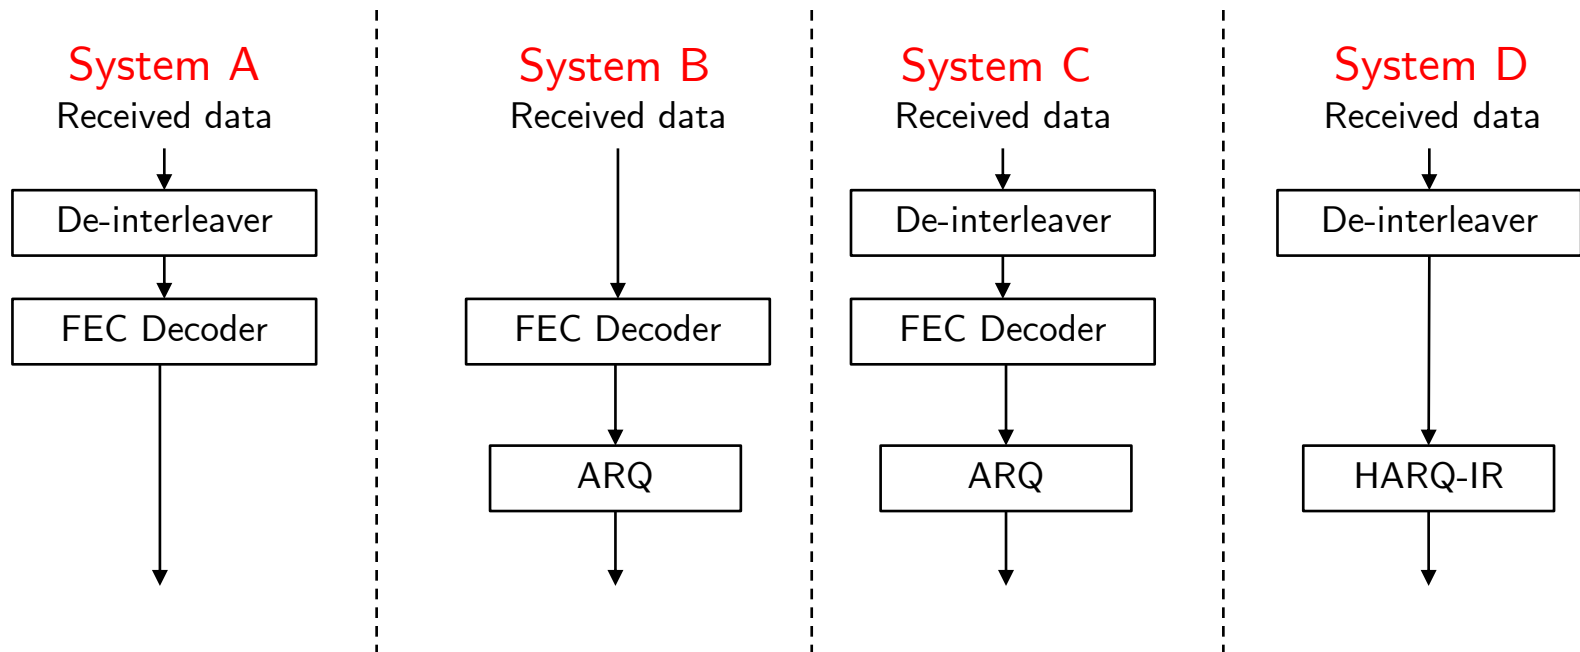 System A
Received data
De-interleaver
FEC Decoder
System B
Received data
FEC Decoder
ARQ
System C
Received data
De-interleaver
FEC Decoder
ARQ
System D
Received data
De-interleaver
HARQ-IR